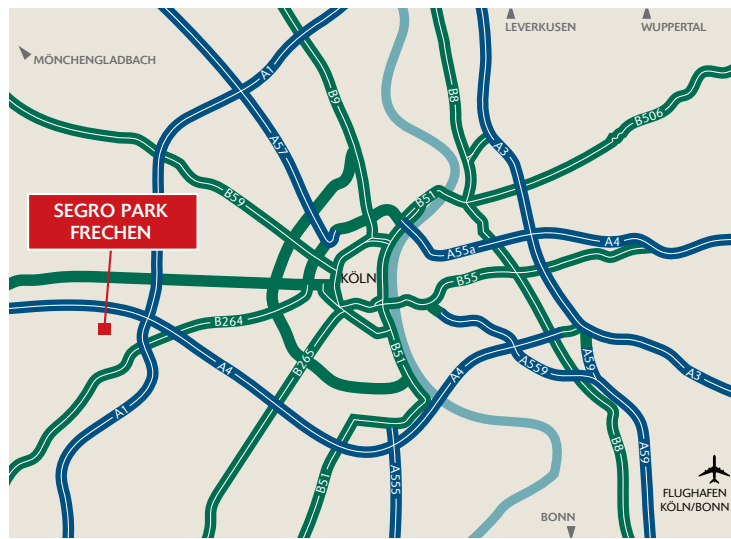 LEVERKUSEN
WUPPERTAL
MÖNCHENGLADBACH
A1
B9
B8
A57
B506
A3
B59
B51
SEGRO PARK
FRECHEN
A55a
A4
KÖLN
B55
B264
B265
B51
A4
A4
A559
A59
A3
A1
B8
A59
B51
A555
FLUGHAFEN
KÖLN/BONN
BONN